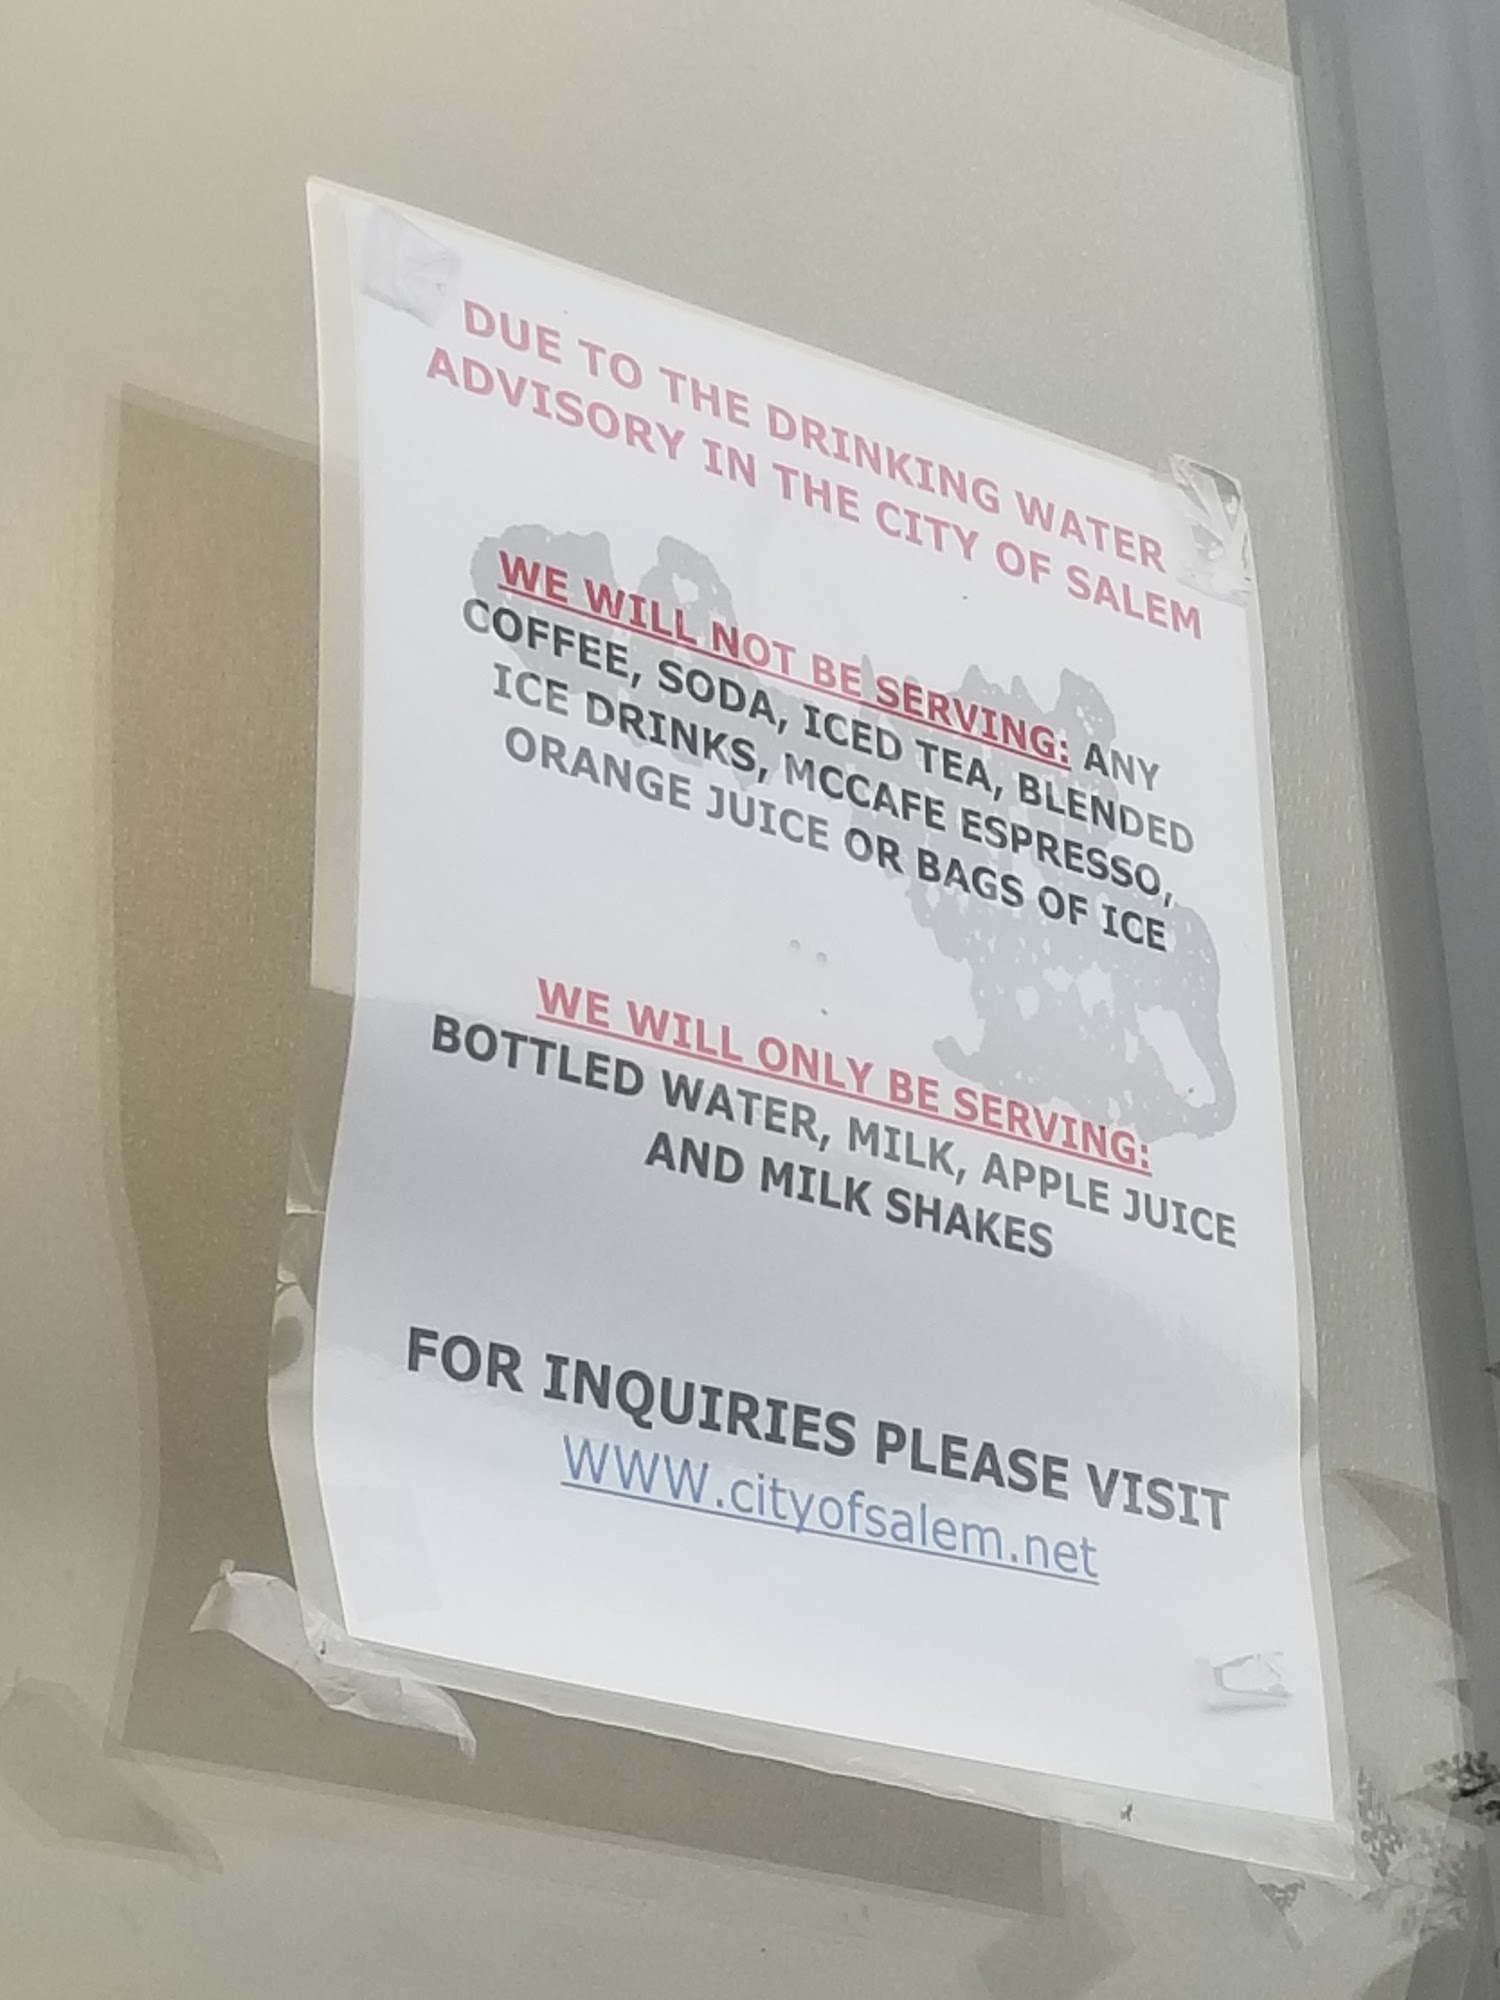 DUE TO THE DRINKING WATER
ADVISORY IN THE CITY OF SALEM
WE WILL NOT BE SERVING: ANY
COFFEE, SODA, ICED TEA, BLENDED
ICE DRINKS, MCCAFE ESPRESSO,
ORANGE JUICE OR BAGS OF ICE
WE WILL ONLY BE SERVING:
BOTTLED WATER, MILK, APPLE JUICE
AND MILK SHAKES
FOR INQUIRIES PLEASE VISIT
WWW.cityofsalem.net